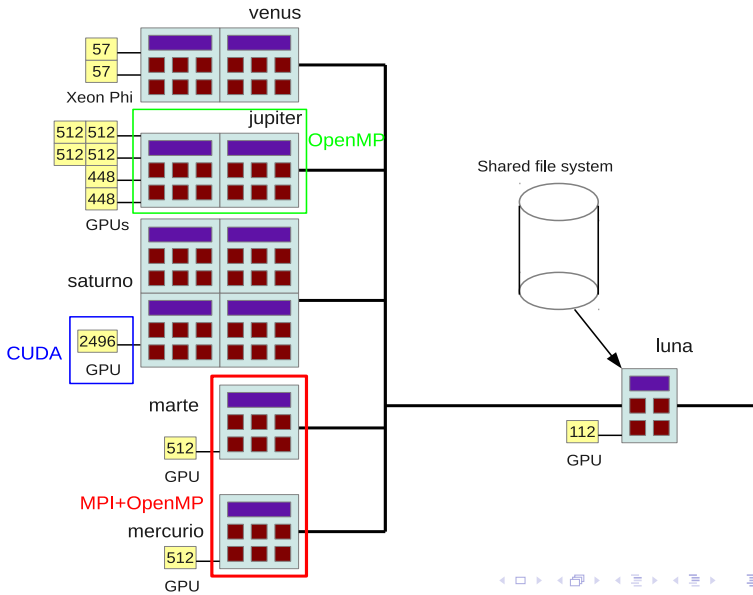 venus
57
57
Xeon Phi
jupiter
OpenMP
512 512
512 512
448
448
GPUs
Shared file system
saturno
2496
CUDA
GPU
luna
marte
512
GPU
112
GPU
MPI+OpenMP
mercurio
512
GPU